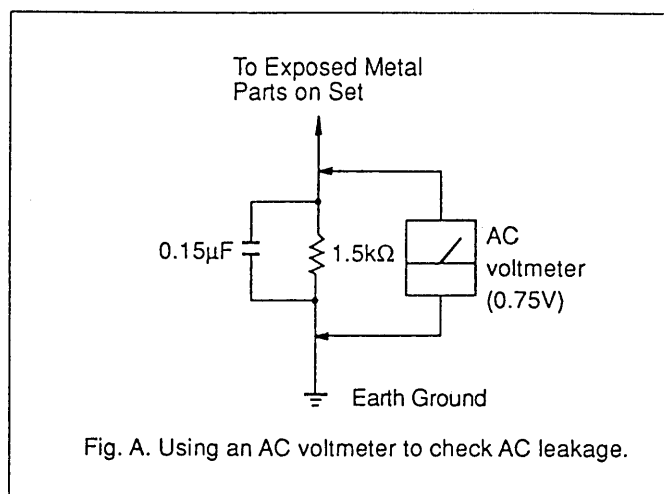 To Exposed Metal
Parts on Set
0.15µF
1.5kΩ
AC
voltmeter
(0.75V)
Earth Ground
Fig. A. Using an AC voltmeter to check AC leakage.